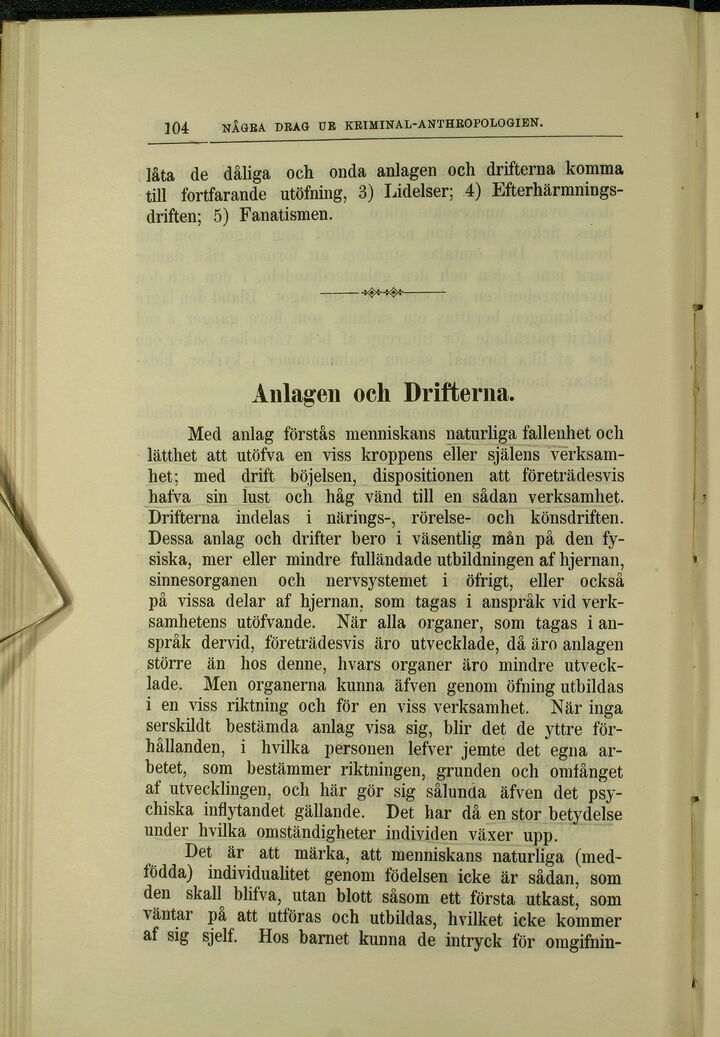 104 NÅGRA DRAG UR KRIMINAL-ANTHROPOLOGIEN.
låta de dåliga och onda anlagen och drifterna komma
till fortfarande utöfning, 3) Lidelser; 4) Efterhärmnings-
driften; 5) Fanatismen.
Anlagen och Drifterna.
Med anlag förstås menniskans naturliga fallenhet och
lätthet att utöfva en viss kroppens eller själens verksam-
het; med drift böjelsen, dispositionen att företrädesvis
hafva sin lust och håg vänd till en sådan verksamhet.
Drifterna indelas i närings-, rörelse- och könsdriften.
Dessa anlag och drifter bero i väsentlig mån på den fy-
siska, mer eller mindre fulländade utbildningen af hjernan,
sinnesorganen och nervsystemet i öfrigt, eller också
på vissa delar af hjernan, som tagas i anspråk vid verk-
samhetens utöfvande. När alla organer, som tagas i an-
språk dervid, företrädesvis äro utvecklade, då äro anlagen
större än hos denne, hvars organer äro mindre utveck-
lade. Men organerna kunna äfven genom öfning utbildas
i en viss riktning och för en viss verksamhet. När inga
serskildt bestämda anlag visa sig, blir det de yttre för-
hållanden, i hvilka personen lefver jemte det egna ar-
betet, som bestämmer riktningen, grunden och omfånget
af utvecklingen, och här gör sig sålunda äfven det psy-
chiska inflytandet gällande. Det har då en stor betydelse
under hvilka omständigheter individen växer upp.
Det är att märka, att menniskans naturliga (med-
födda) individualitet genom födelsen icke är sådan, som
den skall blifva, utan blott såsom ett första utkast, som
väntar på att utföras och utbildas, hvilket icke kommer
af sig sjelf. Hos barnet kunna de intryck för omgifnin-